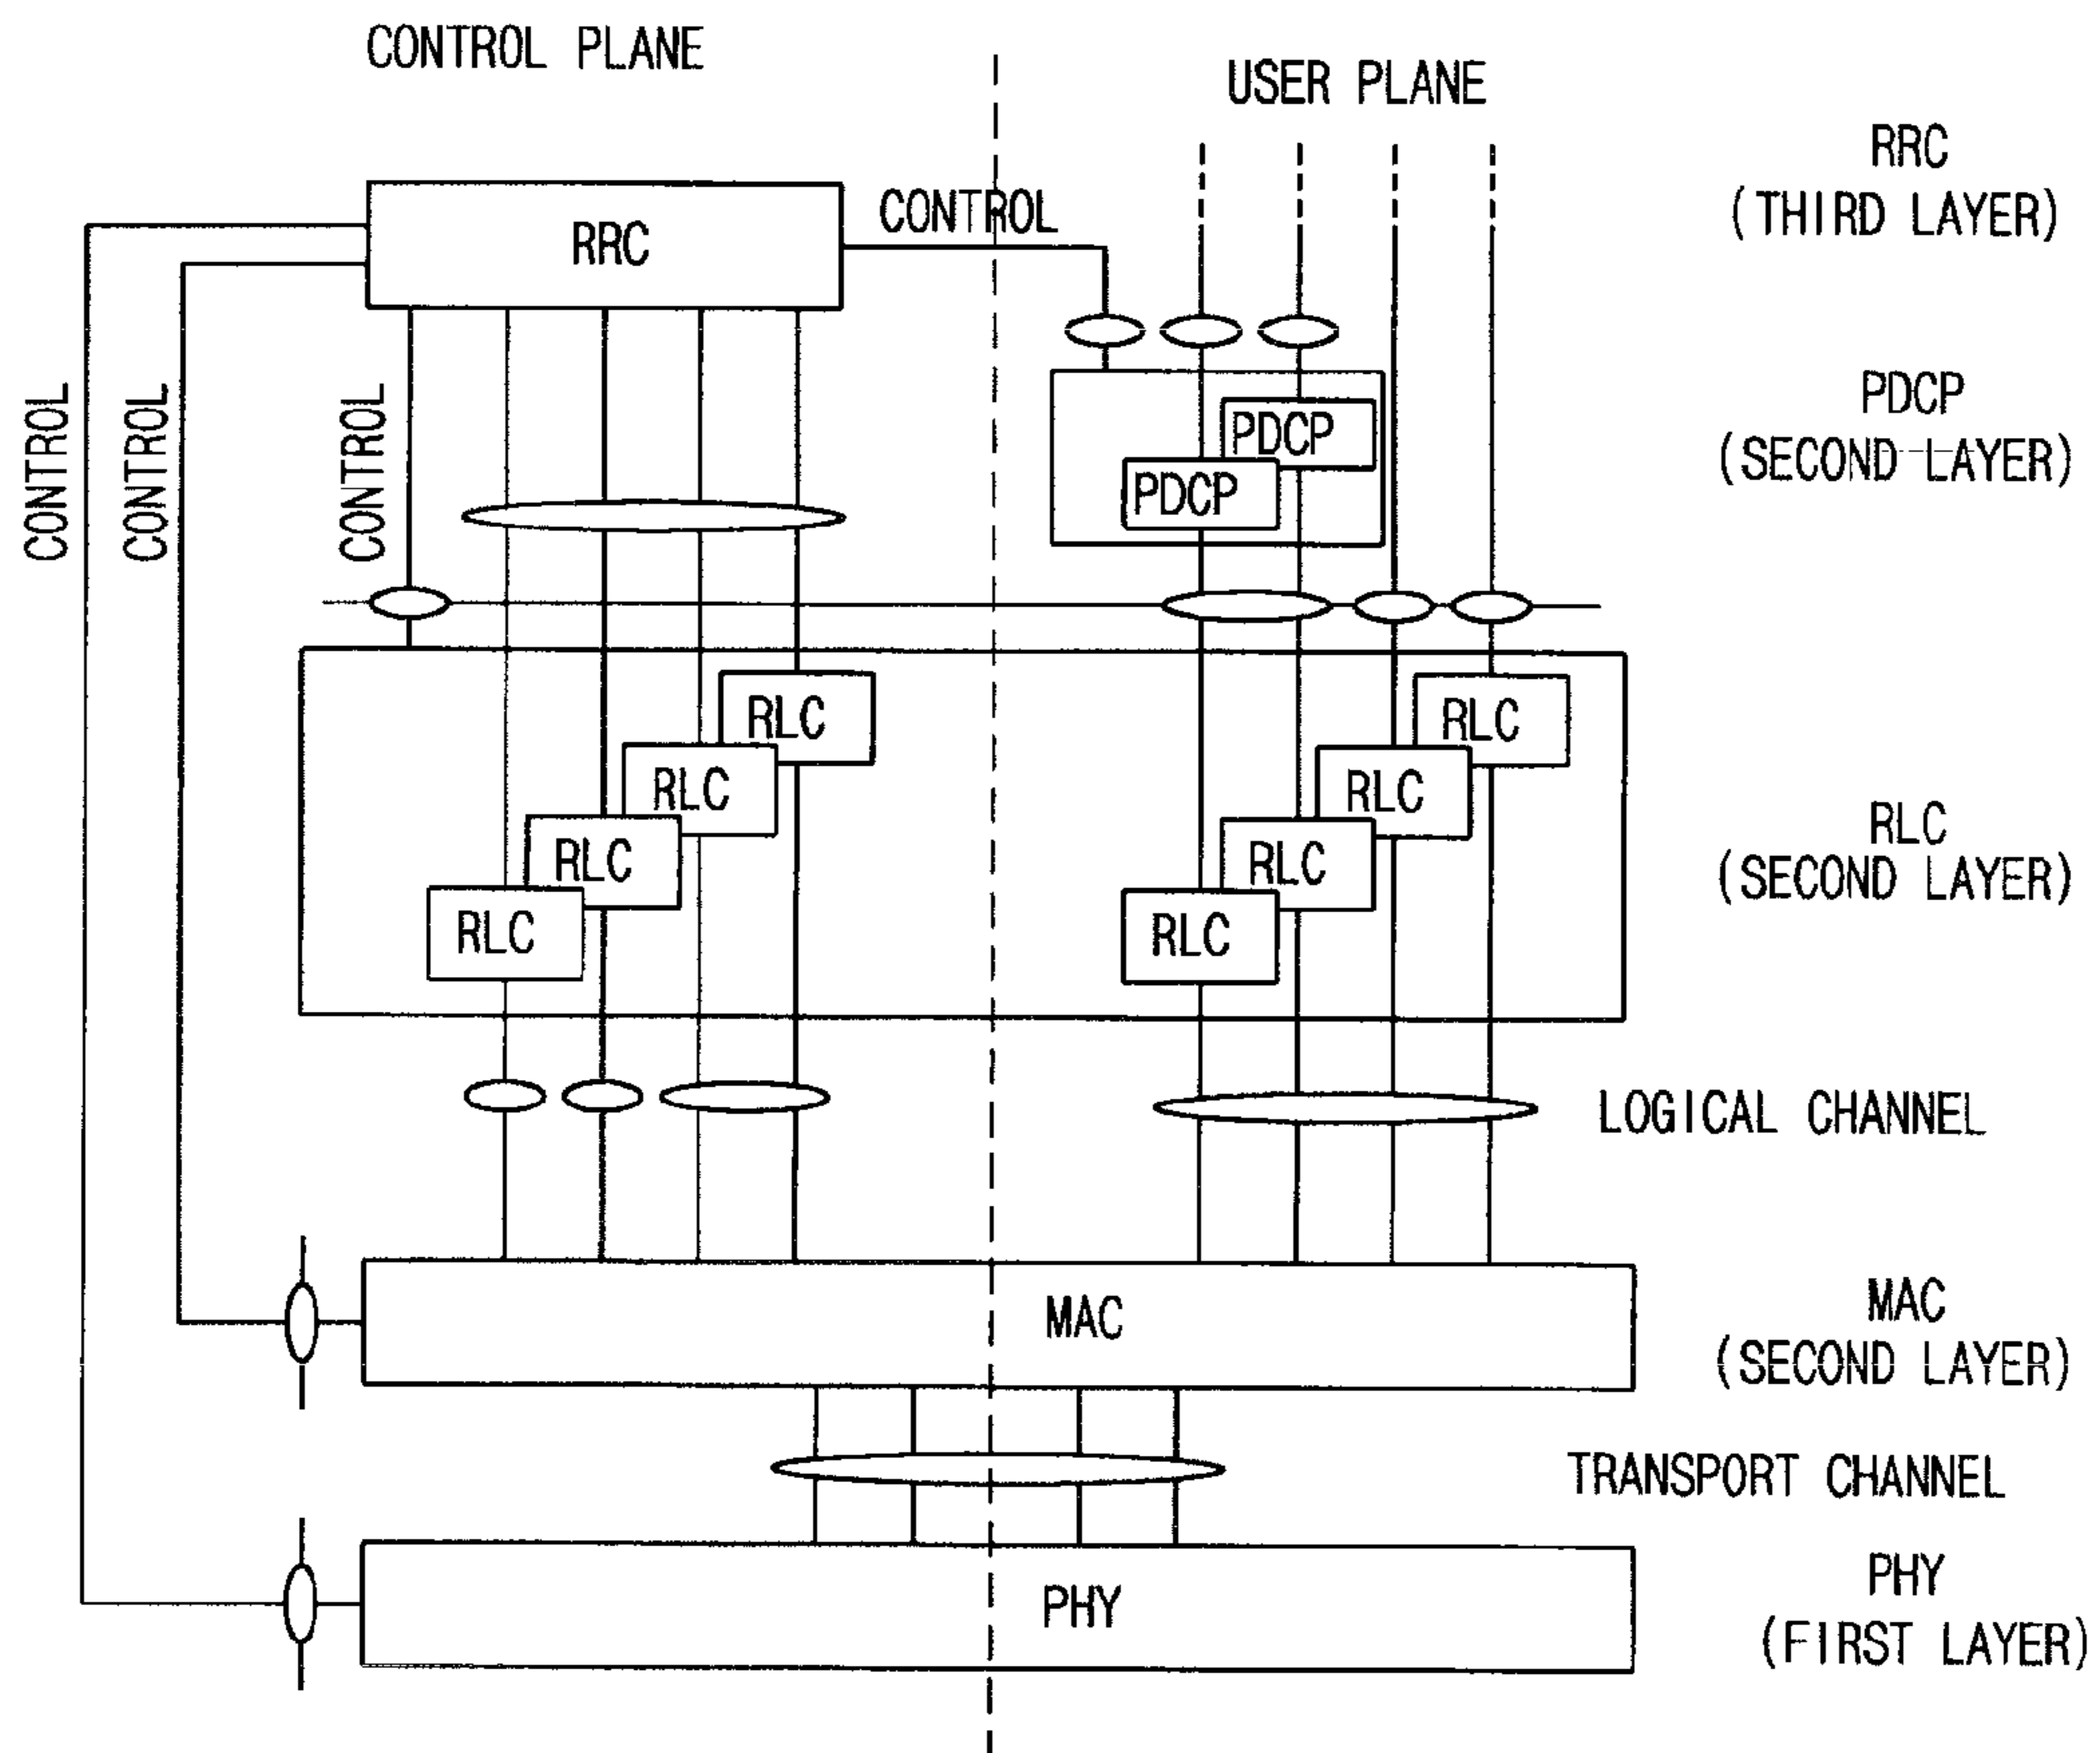 CONTROL PLANE
USER PLANE
RRC
(THIRD LAYER)
CONTROL
RRC
CONTROL
CONTROL
CONTROL
PDCP
(SECOND LAYER)
PDCP
PDCP
RLC
RLC
RLC
RLC
RLC
RLC
RLC
RLC
RLC
(SECOND LAYER)
LOGICAL CHANNEL
MAC
MAC
(SECOND LAYER)
TRANSPORT CHANNEL
PHY
PHY
(FIRST LAYER)